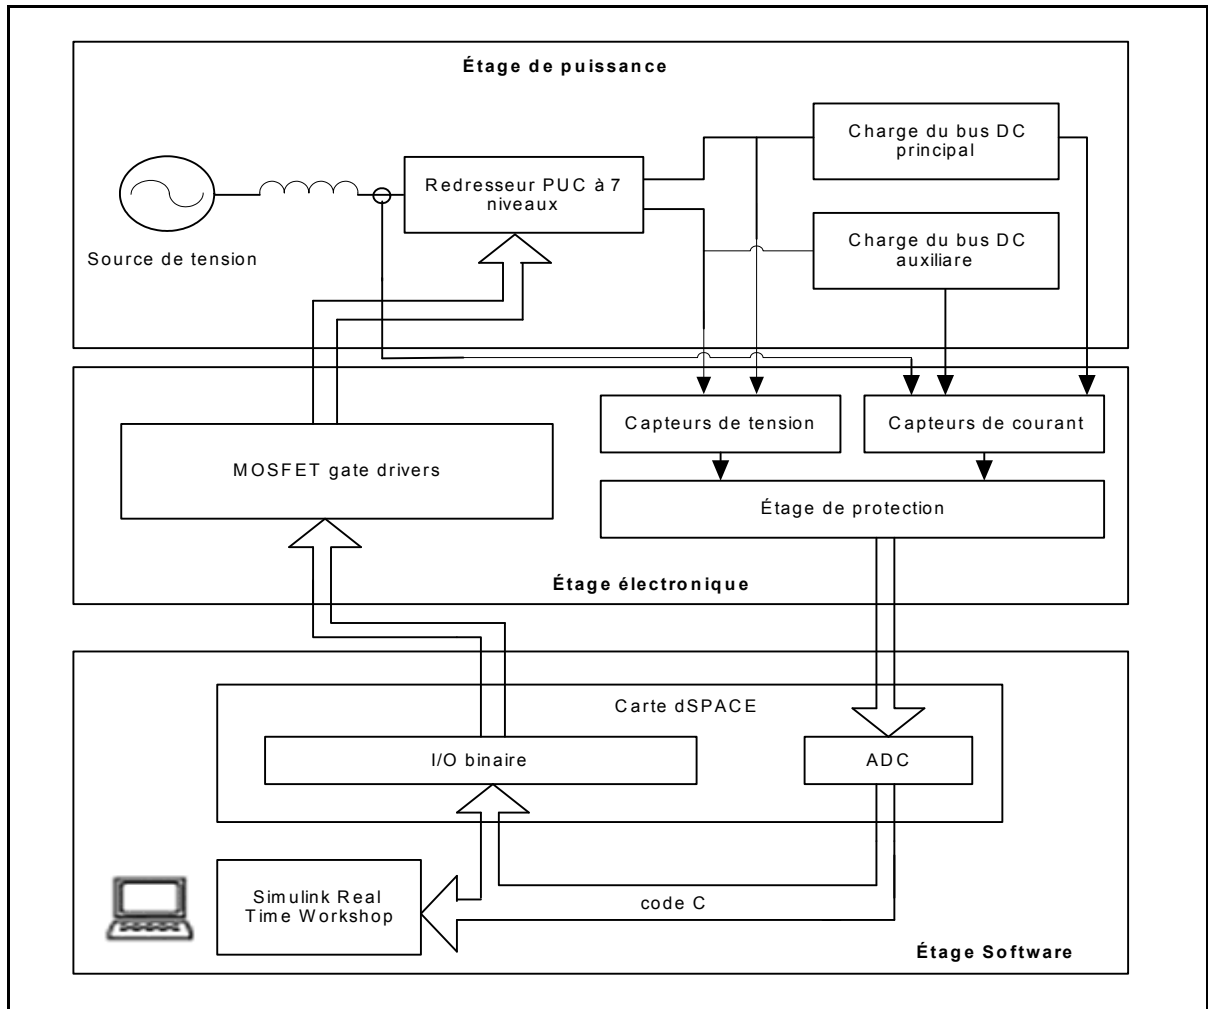 Étage de puissance
Charge du bus DC
principal
Redresseur PUC à 7
niveaux
Charge du bus DC
auxiliare
Source de tension
Capteurs de tension
Capteurs de courant
MOSFET gate drivers
Étage de protection
Étage électronique
Carte dSPACE
I/O binaire
ADC
Simulink Real
Time Workshop
code C
Étage Software